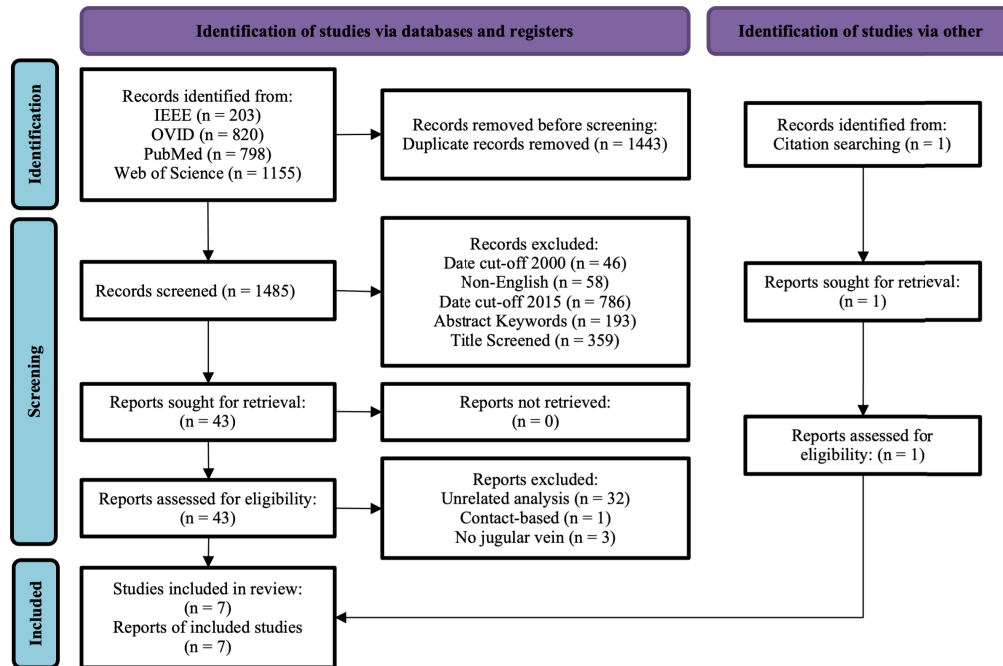 Identification of studies via databases and registers
Identification of studies via other
Identification
Records identified from:
IEEE (n = 203)
OVID (n = 820)
PubMed (n = 798)
Web of Science (n = 1155)
Records removed before screening:
Duplicate records removed (n = 1443)
Records identified from:
Citation searching (n = 1)
Screening
Records screened (n = 1485)
Records excluded:
Date cut-off 2000 (n = 46)
Non-English (n = 58)
Date cut-off 2015 (n = 786)
Abstract Keywords (n = 193)
Title Screened (n = 359)
Reports sought for retrieval:
(n = 1)
Reports sought for retrieval:
(n = 43)
Reports not retrieved:
(n = 0)
Reports assessed for
eligibility: (n = 1)
Reports assessed for eligibility:
(n = 43)
Reports excluded:
Unrelated analysis (n = 32)
Contact-based (n = 1)
No jugular vein (n = 3)
Included
Studies included in review:
(n = 7)
Reports of included studies
(n = 7)